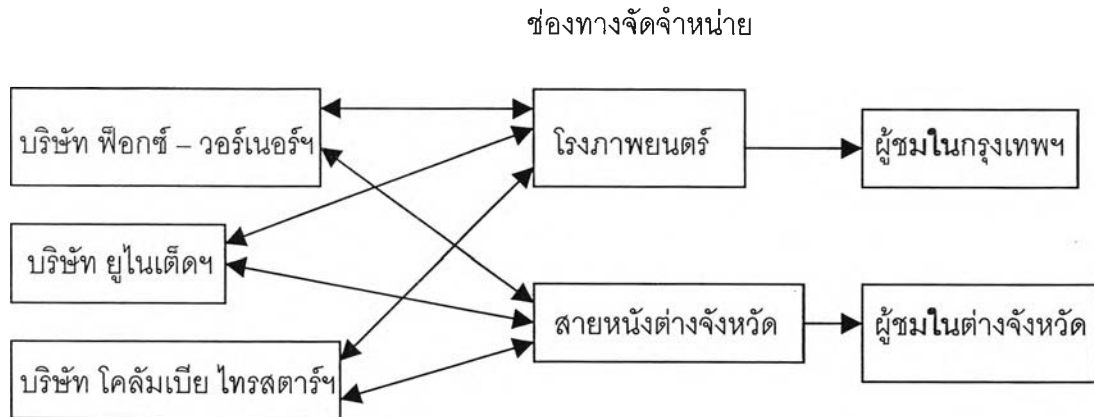 ช่องทางจัดจำหน่าย
บริษัท ฟ็อกซ์ – วอร์เนอร์ฯ
โรงภาพยนตร์
ผู้ชมในกรุงเทพฯ
บริษัท ยูไนเต็ดฯ
สายหนังต่างจังหวัด
ผู้ชมในต่างจังหวัด
บริษัท โคลัมเบีย ไทรสตาร์ฯ